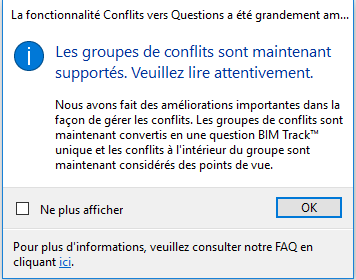 La fonctionnalité Conflits vers Questions a été grandement am...
Les groupes de conflits sont maintenant
supportés. Veuillez lire attentivement.
Nous avons fait des améliorations importantes dans la
façon de gérer les conflits. Les groupes de conflits sont
maintenant convertis en une question BIM Track™
unique et les conflits à l'intérieur du groupe sont
maintenant considérés des points de vue.
Ne plus afficher
OK
Pour plus d'informations, veuillez consulter notre FAQ en
cliquant ici.